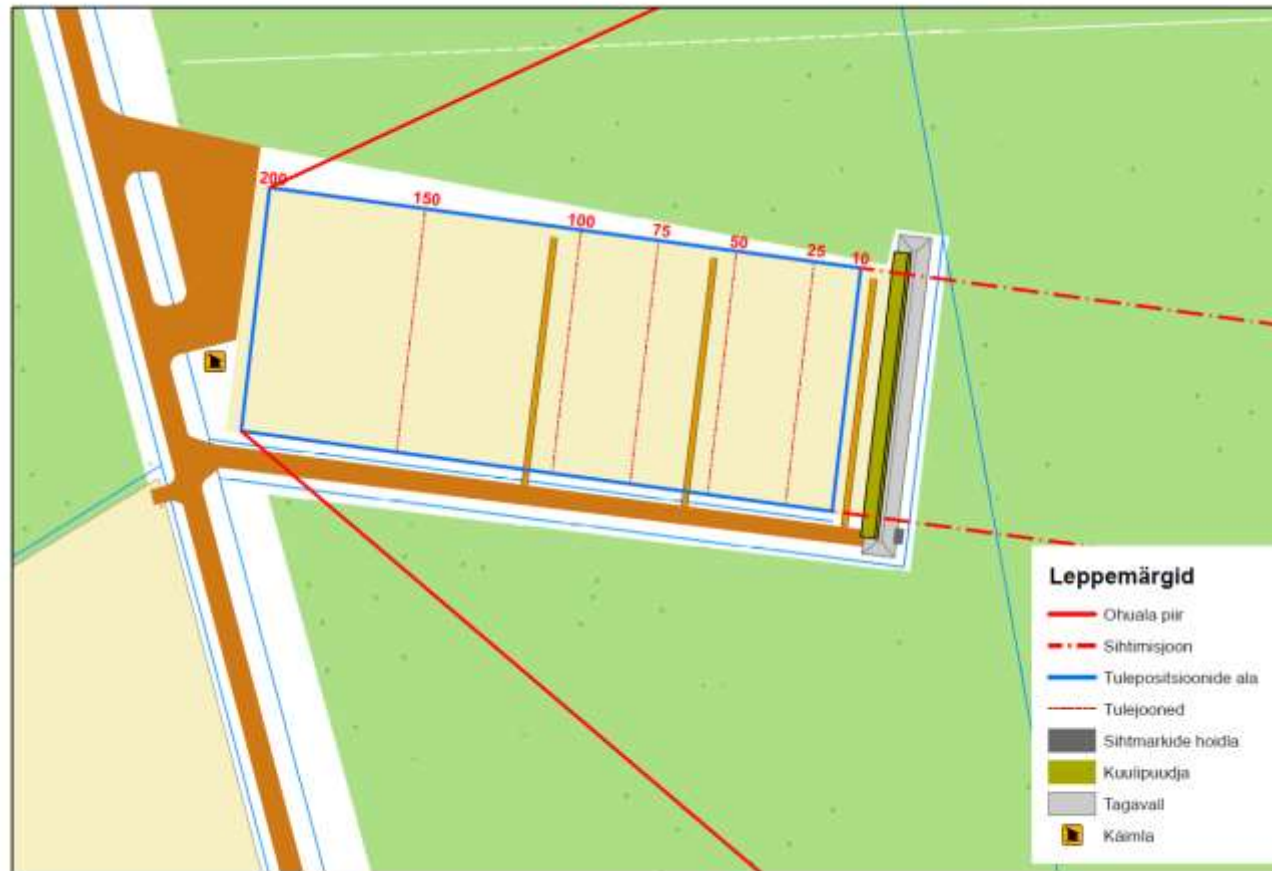 200
150
100
75
50
25
10
Leppemärgid
Ohuala piir
Sihtimisjoon
Tulepositsioonide ala
Tulejooned
Sihtmarkide hoidla
Kuulipuudja
Tagavall
Käimla